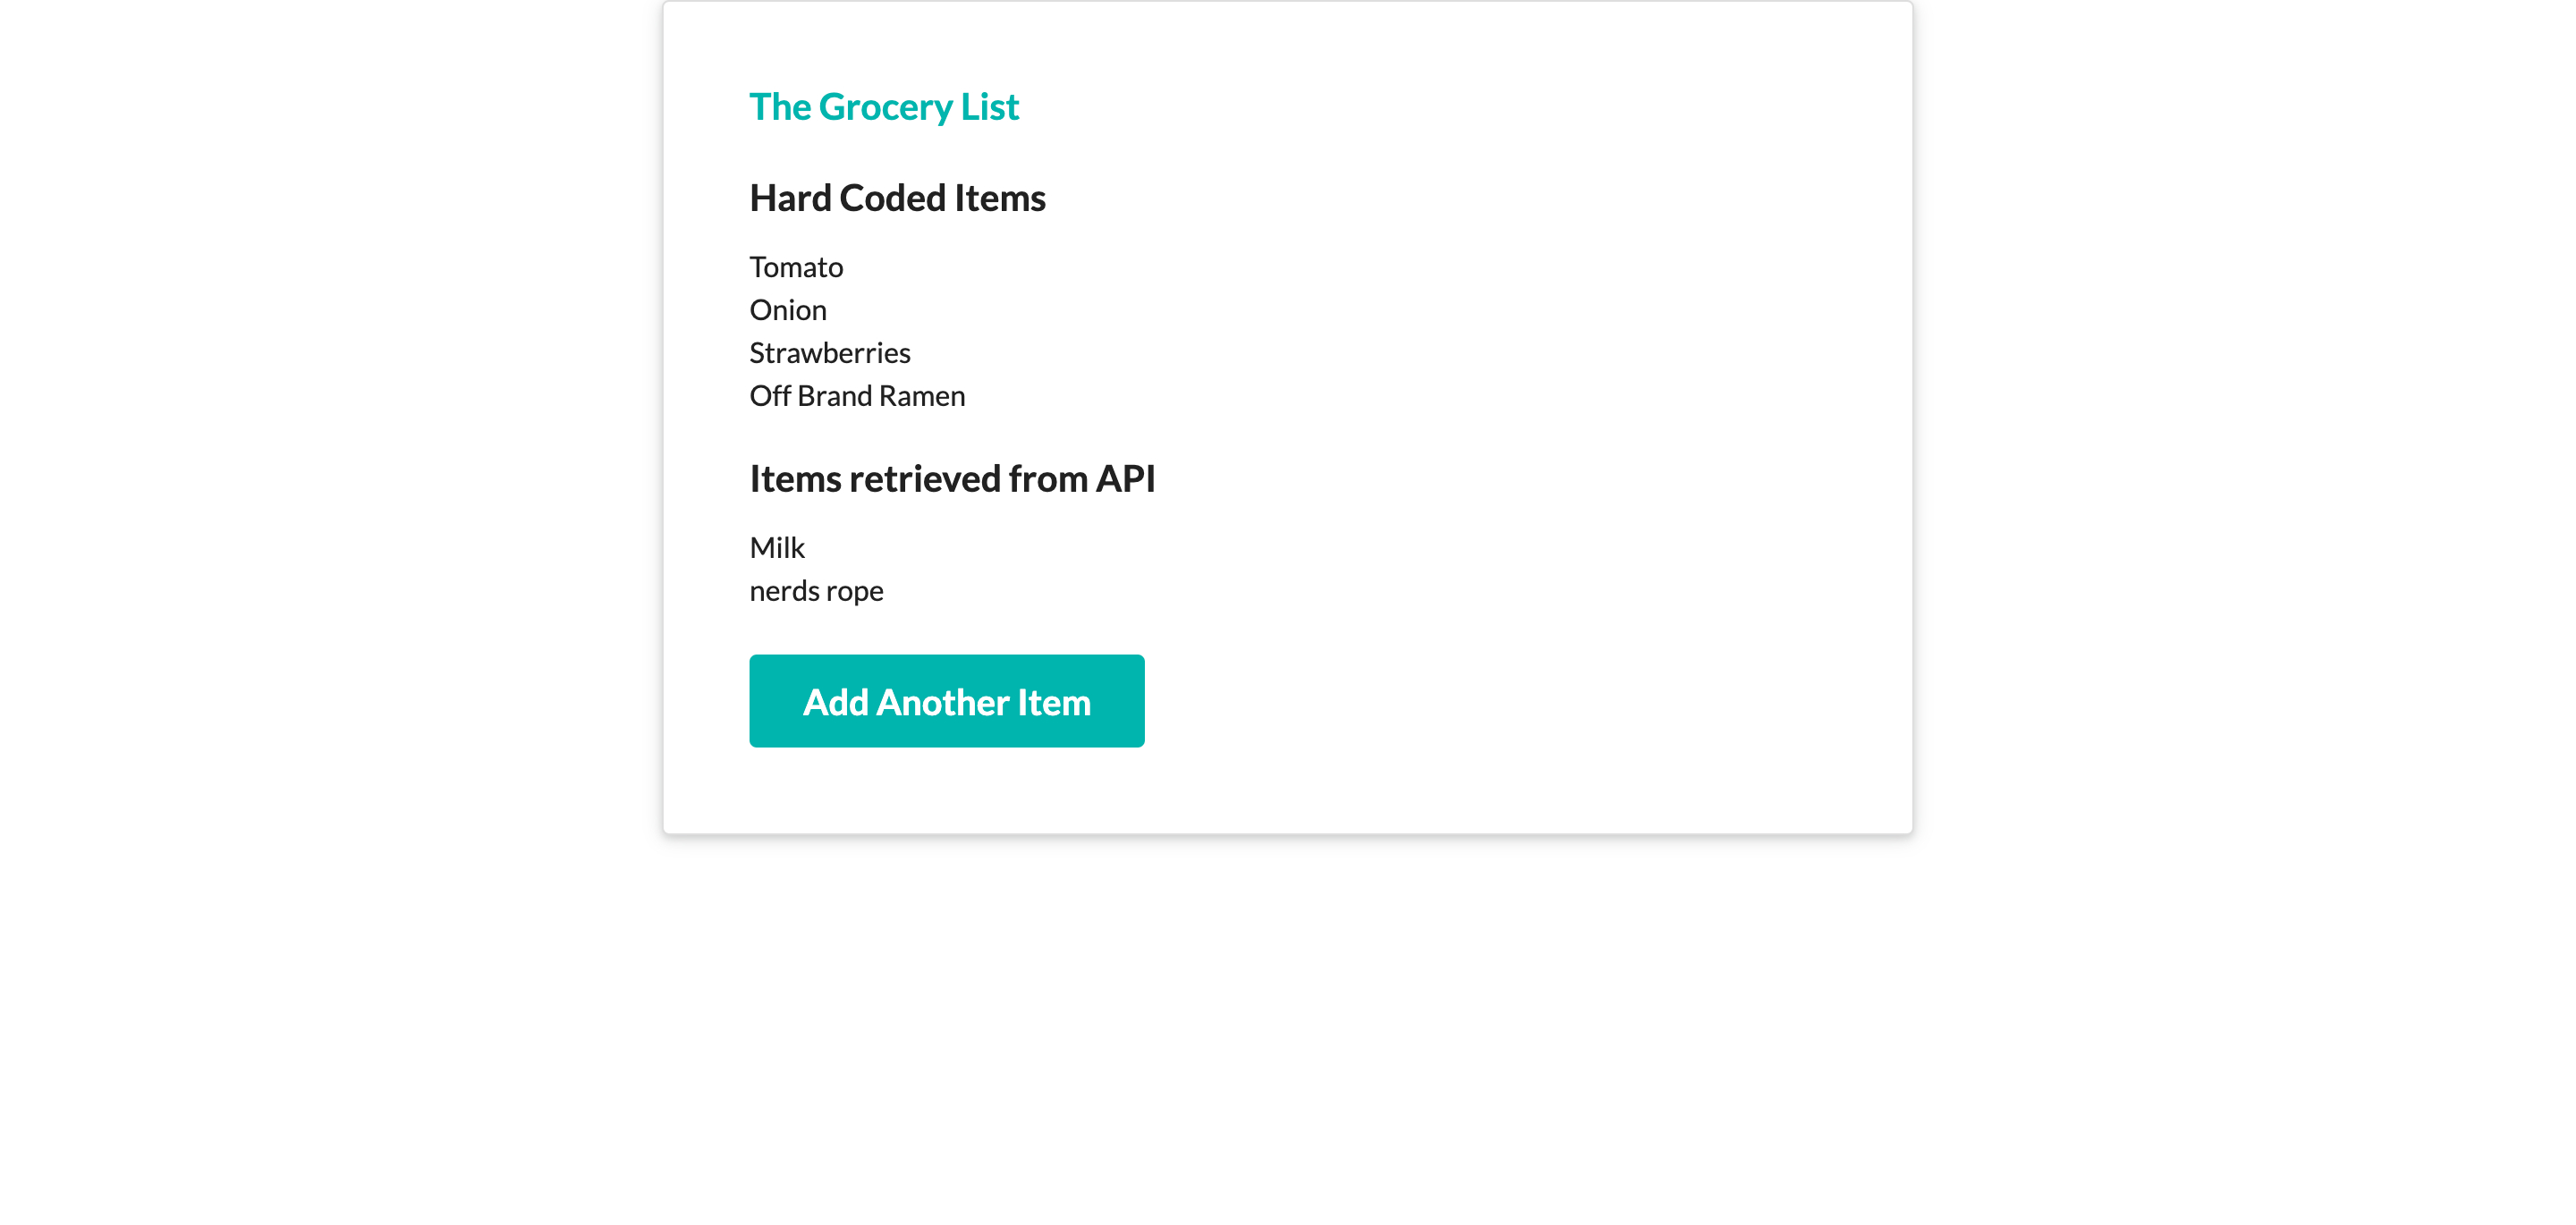 The Grocery List
Hard Coded Items
Tomato
Onion
Strawberries
Off Brand Ramen
Items retrieved from API
Milk
nerds rope
Add Another Item